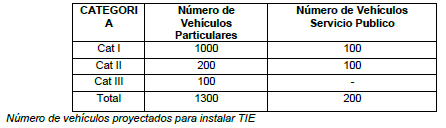 CATEGORI
A
Número de
Vehículos
Particulares
Número de Vehículos
Servicio Publico
Cat I 1000 100
Cat II 200 100
Cat III 100 -
Total 1300 200
Número de vehículos proyectados para instalar TIE